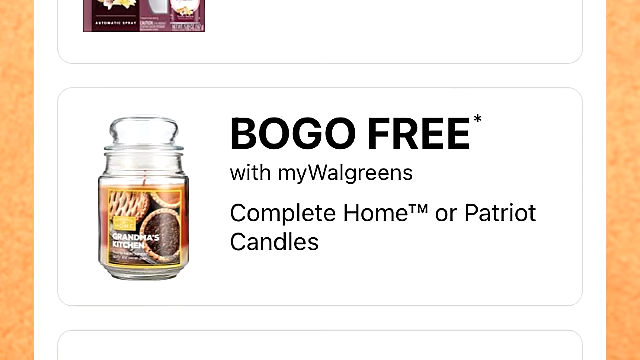 AUTOMATIC SPRAY
BOGO FREE*
with myWalgreens
Complete Home™ or Patriot
Candles
GRANDMA'S
KITCHEN